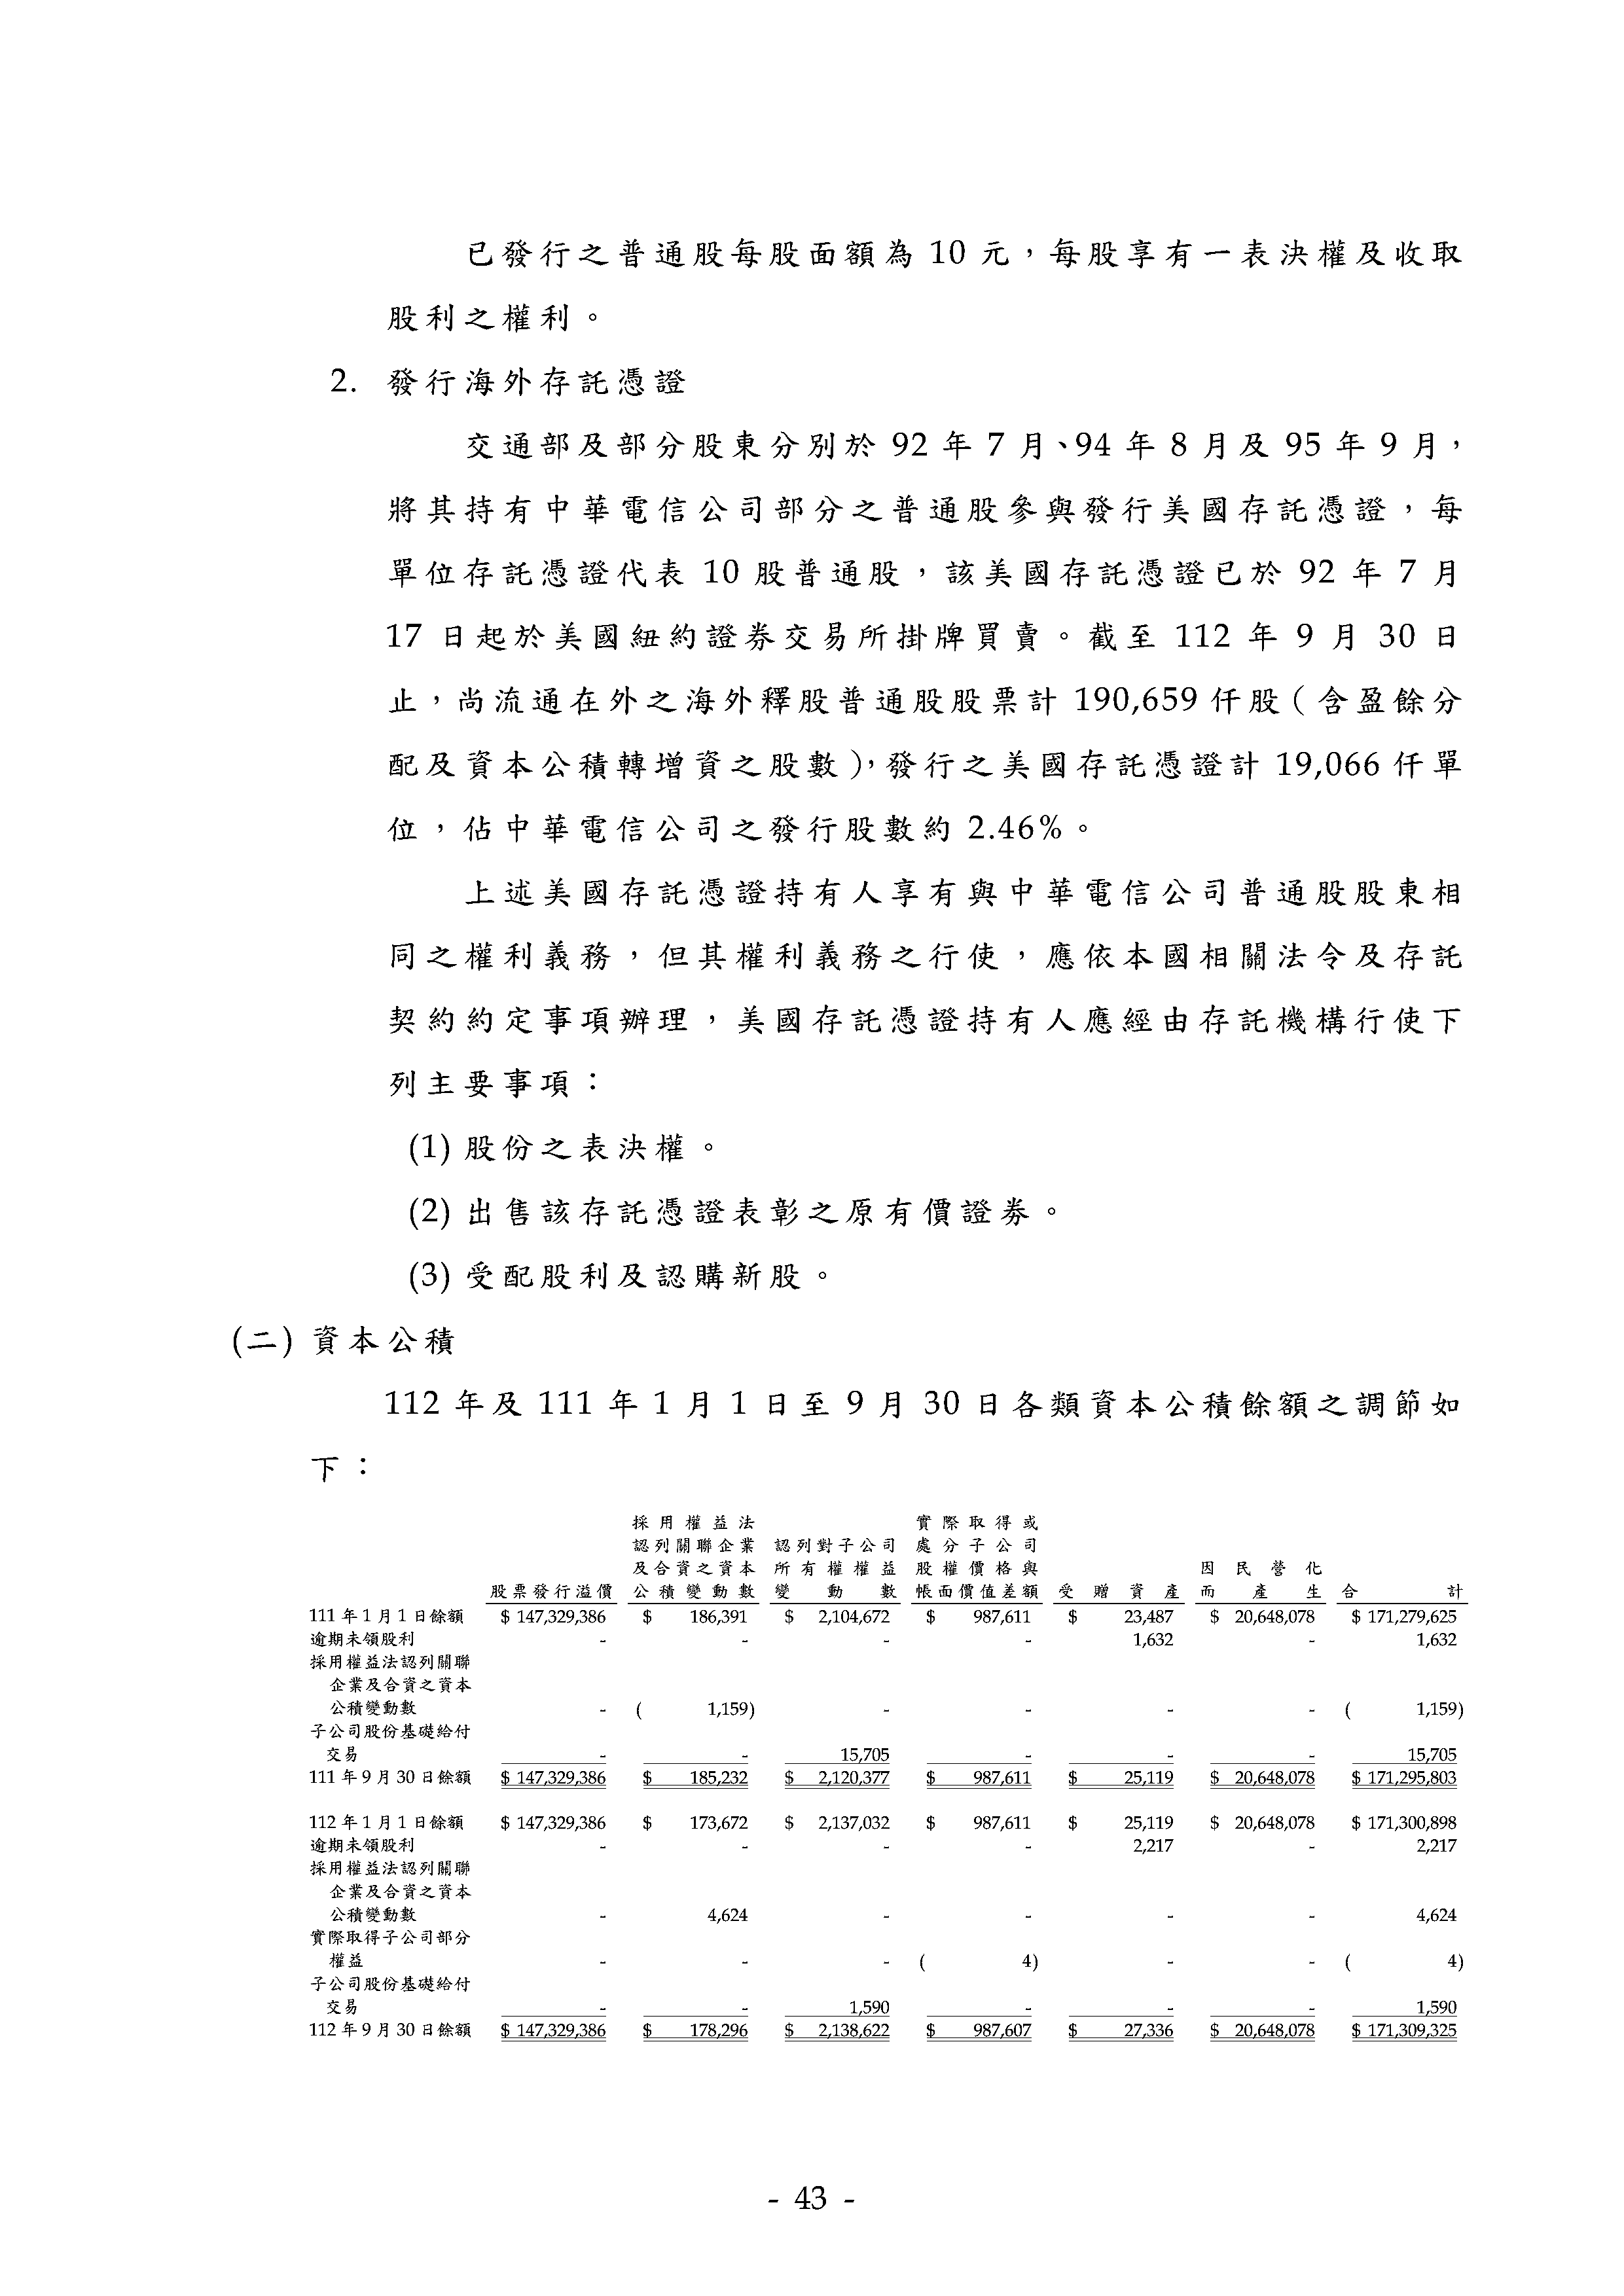 已發行之普通股每股面額為 10 元，每股享有一表決權及收取
股利之權利。
2. 發行海外存託憑證
交通部及部分股東分別於 92 年 7 月、94 年 8 月及 95 年 9 月，
將其持有中華電信公司部分之普通股參與發行美國存託憑證，每
單位存託憑證代表 10 股普通股，該美國存託憑證已於 92 年 7 月
17 日起於美國紐約證券交易所掛牌買賣。截至 112 年 9 月 30 日
止，尚流通在外之海外釋股普通股股票計 190,659 仟股（含盈餘分
配及資本公積轉增資之股數），發行之美國存託憑證計 19,066 仟單
位，佔中華電信公司之發行股數約 2.46%。
上述美國存託憑證持有人享有與中華電信公司普通股股東相
同之權利義務，但其權利義務之行使，應依本國相關法令及存託
契約約定事項辦理，美國存託憑證持有人應經由存託機構行使下
列主要事項：
(1) 股份之表決權。
(2) 出售該存託憑證表彰之原有價證券。
(3) 受配股利及認購新股。
(二) 資本公積
112 年及 111 年 1 月 1 日至 9 月 30 日各類資本公積餘額之調節如
下：
採用權益法 實際取得或
認列關聯企業 認列對子公司 處分子公司
及合資之資本 所有權權益 股權價格與 因民營化
股票發行溢價 公積變動數 變動數 帳面價值差額 受贈資產 而產生 合計
111 年 1 月 1 日餘額 $ 147,329,386 $ 186,391 $ 2,104,672 $ 987,611 $ 23,487 $ 20,648,078 $ 171,279,625
逾期未領股利 - - - - 1,632 - 1,632
採用權益法認列關聯
企業及合資之資本
公積變動數 - ( 1,159) - - - - ( 1,159)
子公司股份基礎給付
交易 - - 15,705 - - - 15,705
111 年 9 月 30 日餘額 $ 147,329,386 $ 185,232 $ 2,120,377 $ 987,611 $ 25,119 $ 20,648,078 $ 171,295,803
112 年 1 月 1 日餘額 $ 147,329,386 $ 173,672 $ 2,137,032 $ 987,611 $ 25,119 $ 20,648,078 $ 171,300,898
逾期未領股利 - - - - 2,217 - 2,217
採用權益法認列關聯
企業及合資之資本
公積變動數 - 4,624 - - - - 4,624
實際取得子公司部分
權益 - - - ( 4) - - ( 4)
子公司股份基礎給付
交易 - - 1,590 - - - 1,590
112 年 9 月 30 日餘額 $ 147,329,386 $ 178,296 $ 2,138,622 $ 987,607 $ 27,336 $ 20,648,078 $ 171,309,325
- 43 -